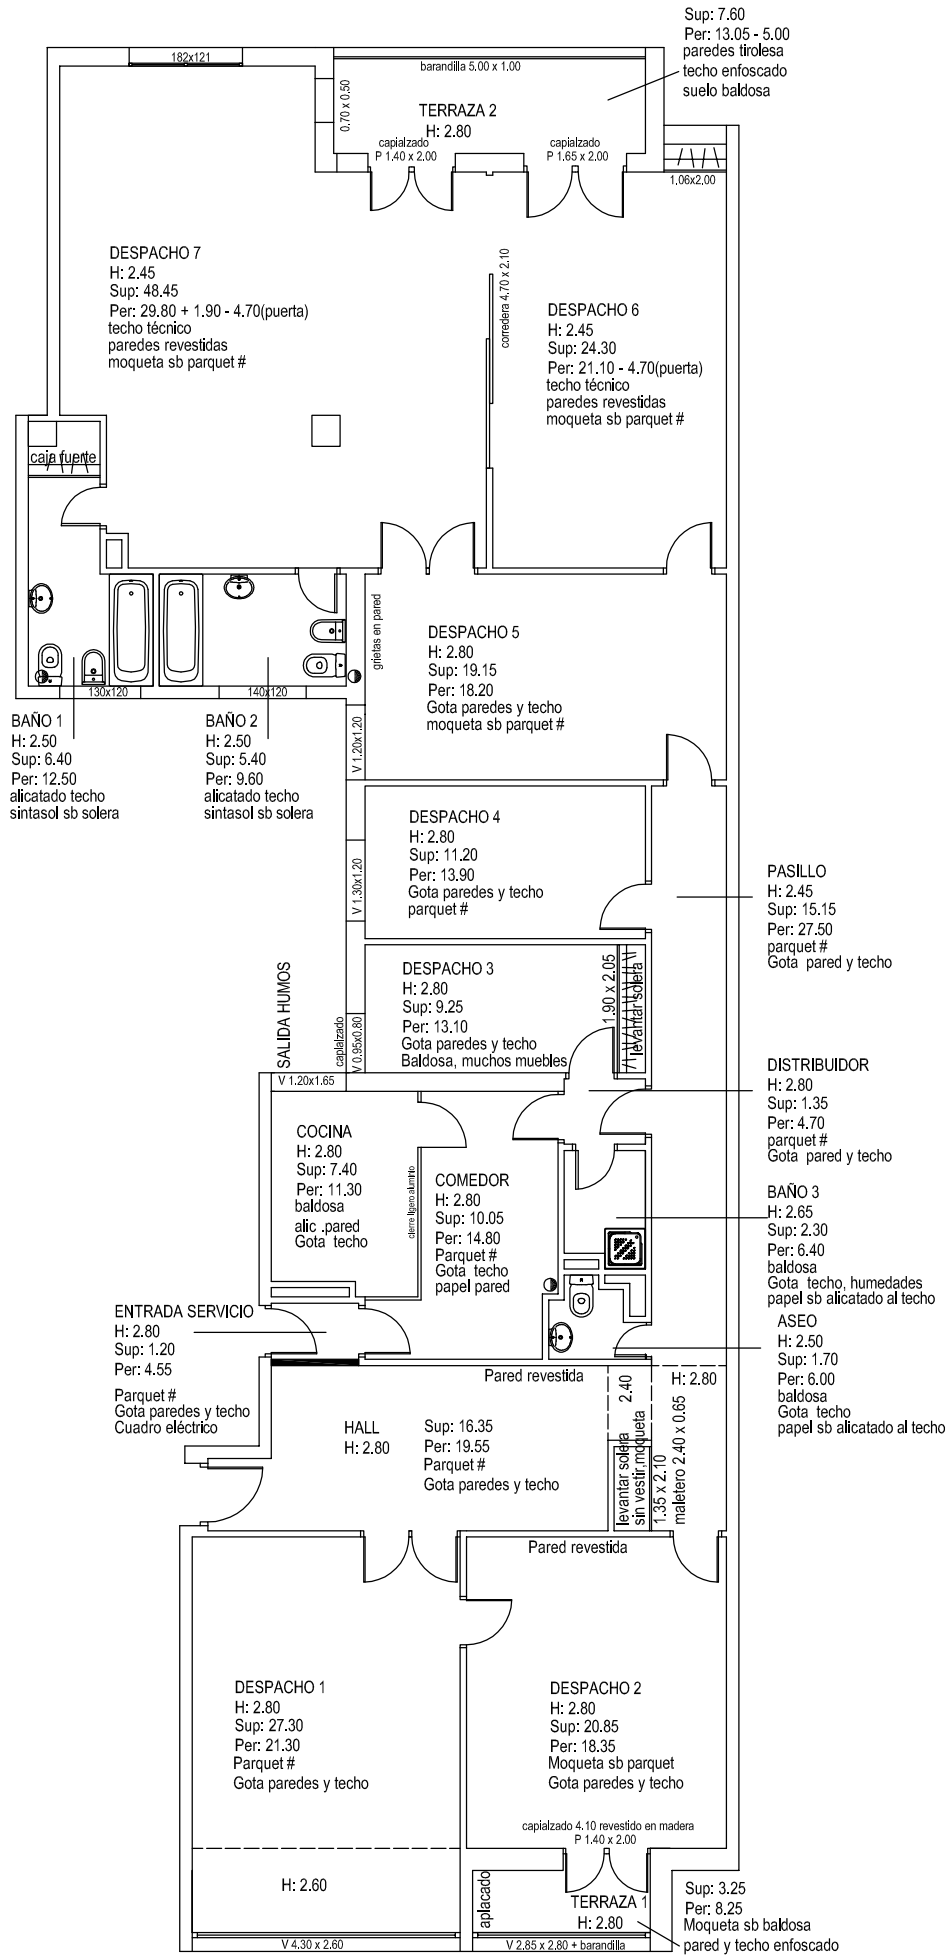 Sup: 7.60
Per: 13.05 - 5.00
paredes tirolesa
techo enfoscado
suelo baldosa
182x121
barandilla 5.00 x 1.00
0.70 x 0.50
TERRAZA 2
H: 2.80
capialzado
P 1.40 x 2.00
capialzado
P 1.65 x 2.00
1,06x2,00
DESPACHO 7
H: 2.45
Sup: 48.45
Per: 29.80 + 1.90 - 4.70(puerta)
techo técnico
paredes revestidas
moqueta sb parquet #
corredera 4.70 x 2.10
DESPACHO 6
H: 2.45
Sup: 24.30
Per: 21.10 - 4.70(puerta)
techo técnico
paredes revestidas
moqueta sb parquet #
caja fuerte
grietas en pared
DESPACHO 5
H: 2.80
Sup: 19.15
Per: 18.20
Gota paredes y techo
moqueta sb parquet #
130x120
140x120
BAÑO 1
H: 2.50
Sup: 6.40
Per: 12.50
alicatado techo
sintasol sb solera
BAÑO 2
H: 2.50
Sup: 5.40
Per: 9.60
alicatado techo
sintasol sb solera
V 1.20x1.20
DESPACHO 4
H: 2.80
Sup: 11.20
Per: 13.90
Gota paredes y techo
parquet #
V 1.30x1.20
PASILLO
H: 2.45
Sup: 15.15
Per: 27.50
parquet #
Gota pared y techo
SALIDA HUMOS
capialzado
V 0.95x0.80
DESPACHO 3
H: 2.80
Sup: 9.25
Per: 13.10
Gota paredes y techo
Baldosa, muchos muebles
1.90 x 2.05
levantar solera
V 1.20x1.65
DISTRIBUIDOR
H: 2.80
Sup: 1.35
Per: 4.70
parquet #
Gota pared y techo
COCINA
H: 2.80
Sup: 7.40
Per: 11.30
baldosa
alic .pared
Gota techo
cierre ligero aluminio
COMEDOR
H: 2.80
Sup: 10.05
Per: 14.80
Parquet #
Gota techo
papel pared
BAÑO 3
H: 2.65
Sup: 2.30
Per: 6.40
baldosa
Gota techo, humedades
papel sb alicatado al techo
ENTRADA SERVICIO
H: 2.80
Sup: 1.20
Per: 4.55
Parquet #
Gota paredes y techo
Cuadro eléctrico
ASEO
H: 2.50
Sup: 1.70
Per: 6.00
baldosa
Gota techo
papel sb alicatado al techo
Pared revestida
2.40
H: 2.80
HALL
H: 2.80
Sup: 16.35
Per: 19.55
Parquet #
Gota paredes y techo
levantar solera
sin vestir,moqueta
1.35 x 2.10
maletero 2.40 x 0.65
Pared revestida
DESPACHO 1
H: 2.80
Sup: 27.30
Per: 21.30
Parquet #
Gota paredes y techo
DESPACHO 2
H: 2.80
Sup: 20.85
Per: 18.35
Moqueta sb parquet
Gota paredes y techo
capialzado 4.10 revestido en madera
P 1.40 x 2.00
H: 2.60
aplacado
TERRAZA 1
H: 2.80
Sup: 3.25
Per: 8.25
Moqueta sb baldosa
pared y techo enfoscado
V 4.30 x 2.60
V 2.85 x 2.80 + barandilla